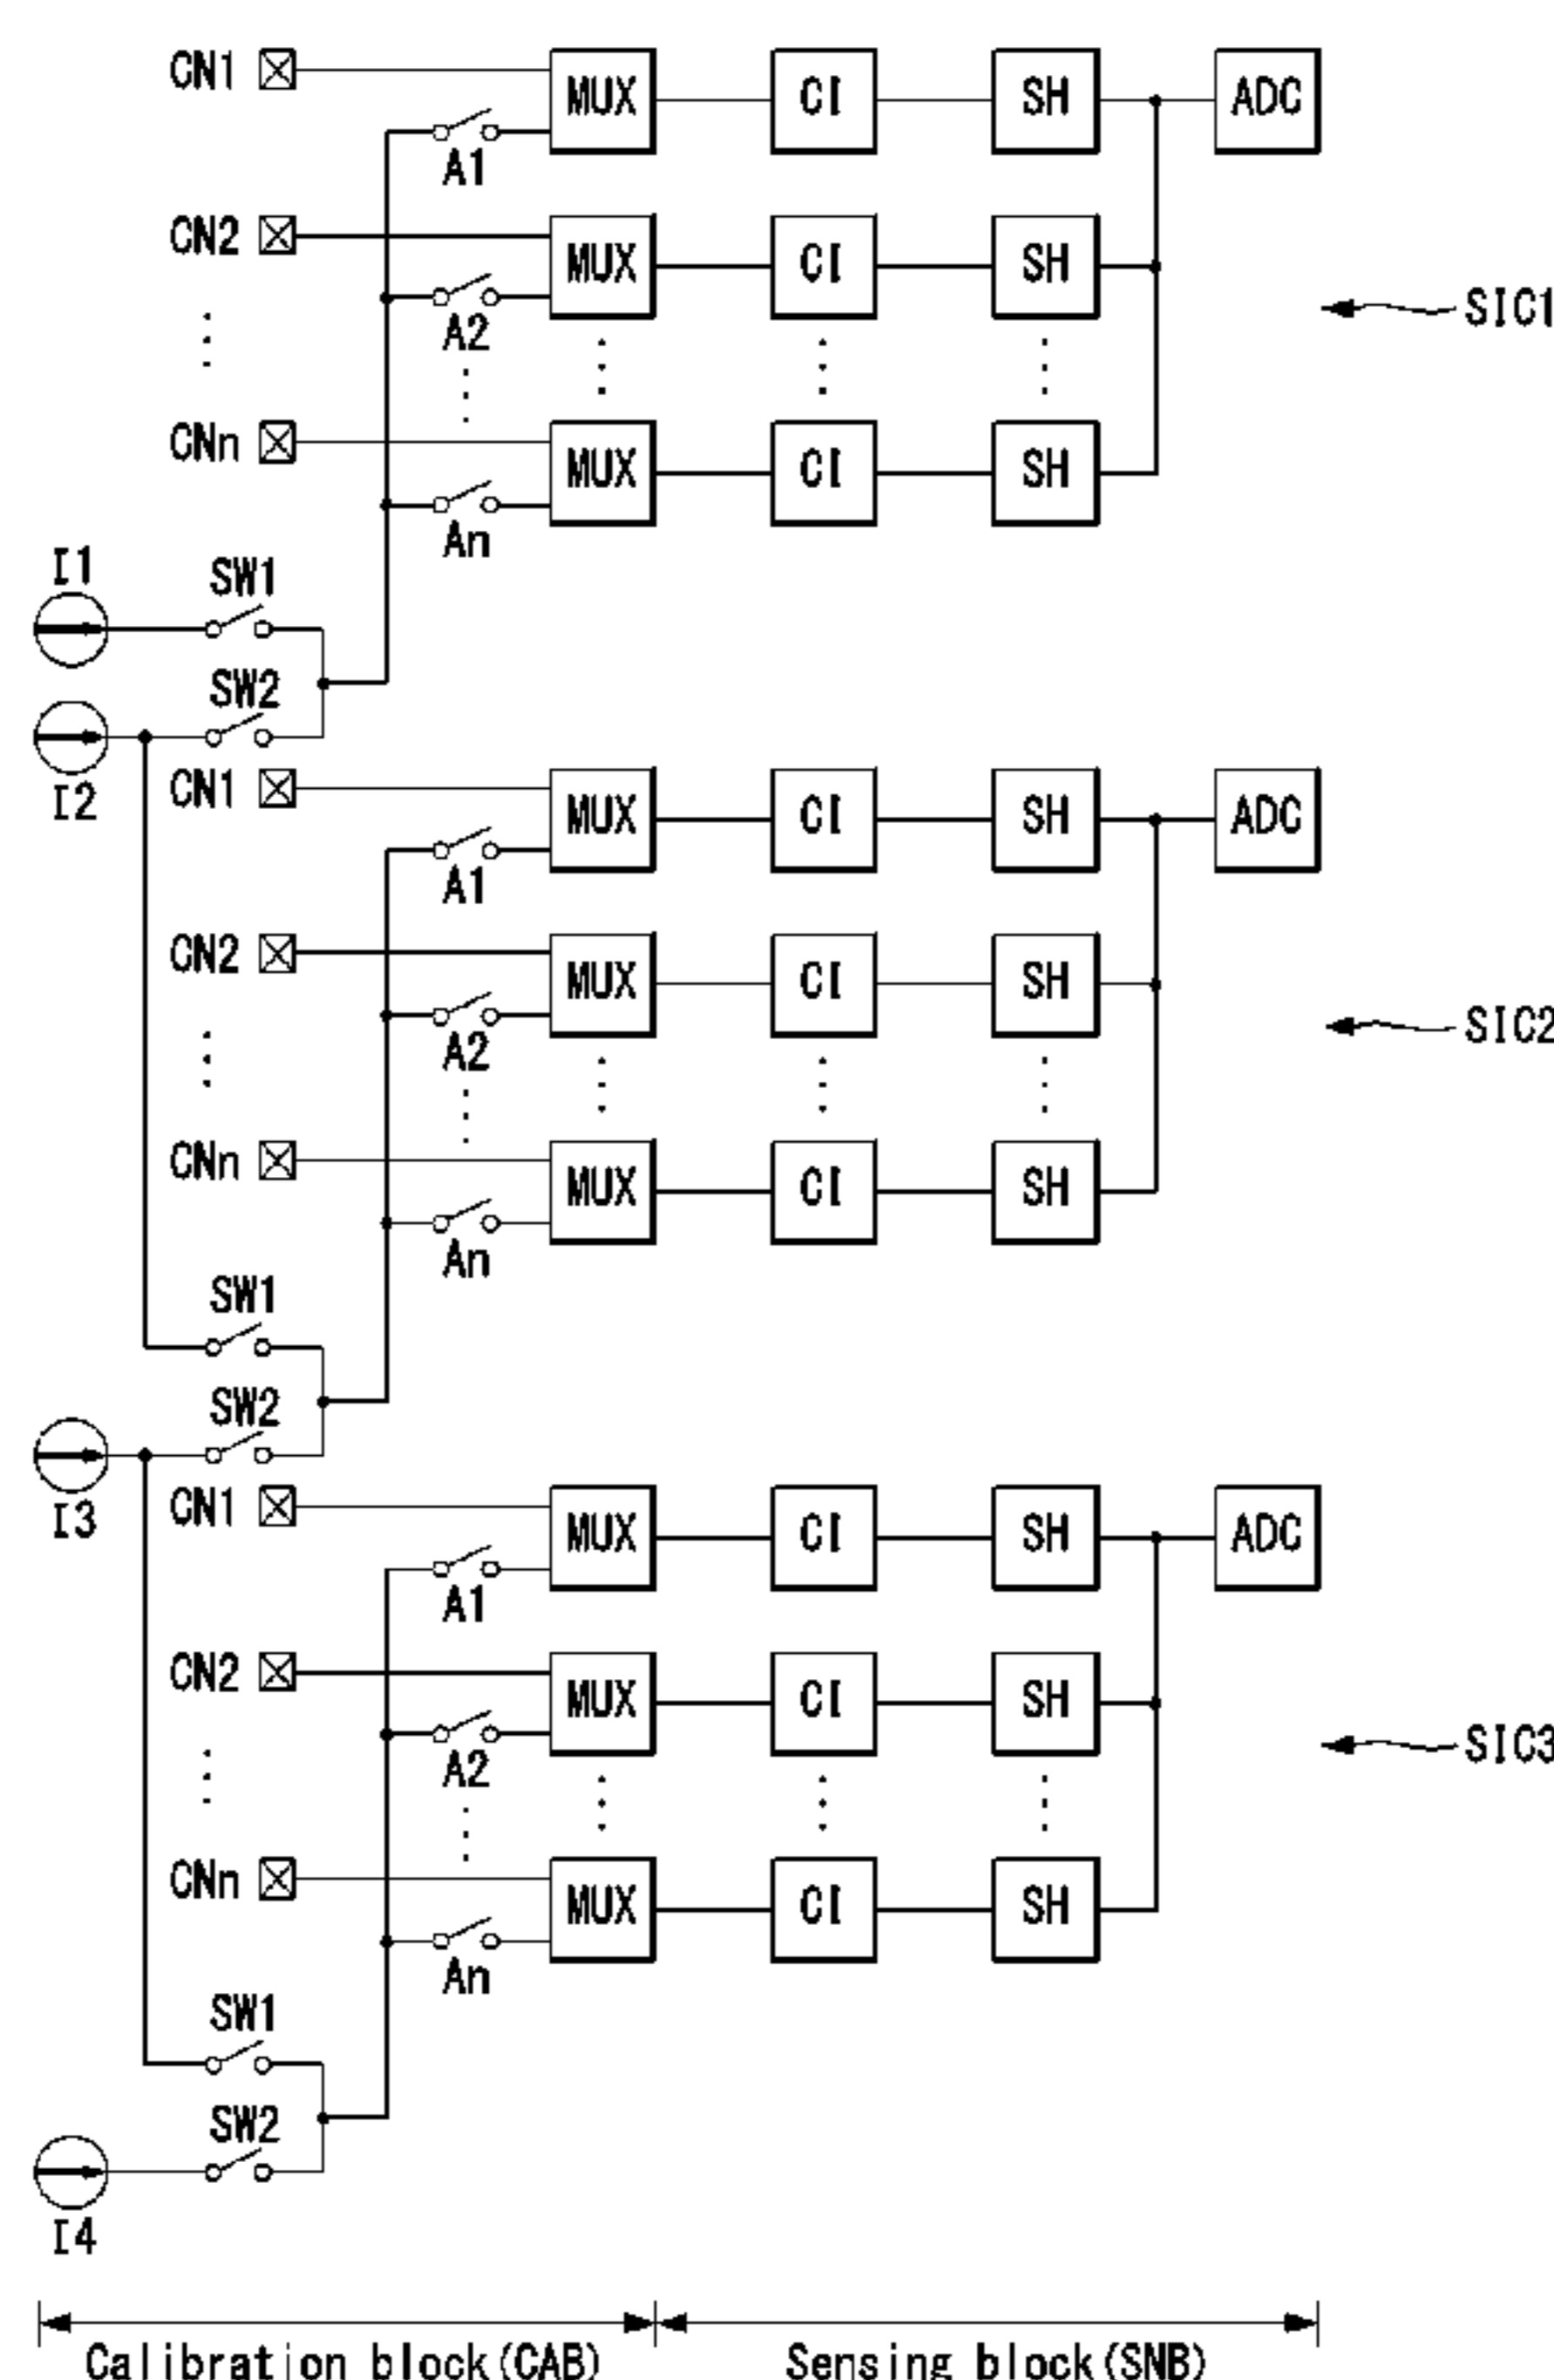 CN1 MUX CI SH ADC
A1
CN2 MUX CI SH
A2
SIC1
CNn MUX CI SH
An
I1 SW1
SW2
I2
CN1 MUX CI SH ADC
A1
CN2 MUX CI SH
A2
SIC2
CNn MUX CI SH
An
SW1
SW2
I3
CN1 MUX CI SH ADC
A1
CN2 MUX CI SH
A2
SIC3
CNn MUX CI SH
An
SW1
SW2
I4
Calibration block(CAB) Sensing block(SNB)